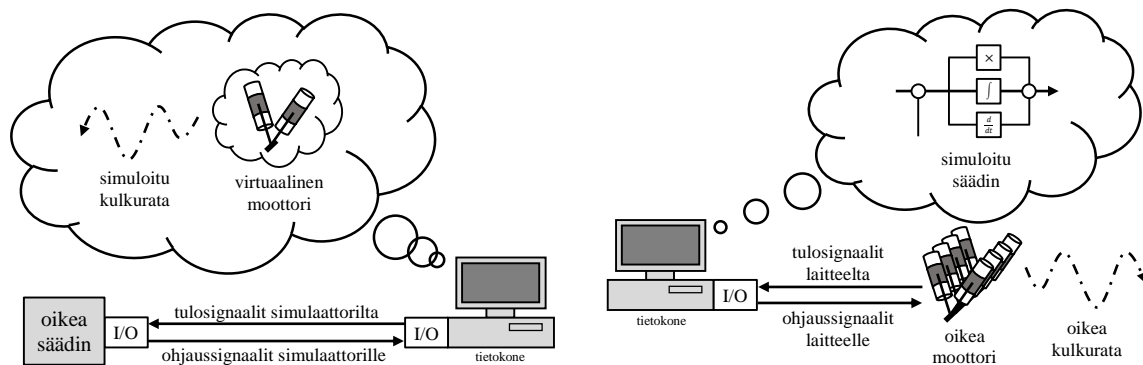 simuloitu
kulkurata
virtuaalinen
moottori
oikea
säädin
I/O
tulosignaalit simulaattorilta
ohjaussignaalit simulaattorille
I/O
tietokone
×
∫
d
dt
simuloitu
säädin
tietokone
I/O
tulosignaalit
laitteelta
ohjaussignaalit
laitteelle
oikea
moottori
oikea
kulkurata